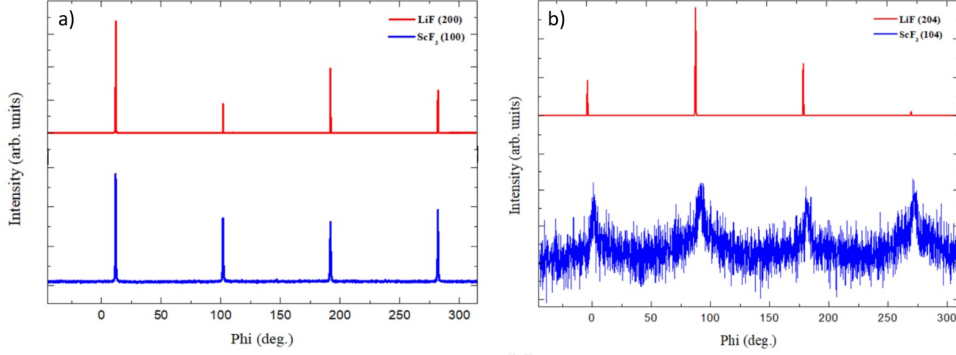 a)
LiF (200)
ScF₃ (100)
Intensity (arb. units)
0 50 100 150 200 250 300
Phi (deg.)
b)
LiF (204)
ScF₃ (104)
Intensity (arb. units)
0 50 100 150 200 250 300
Phi (deg.)